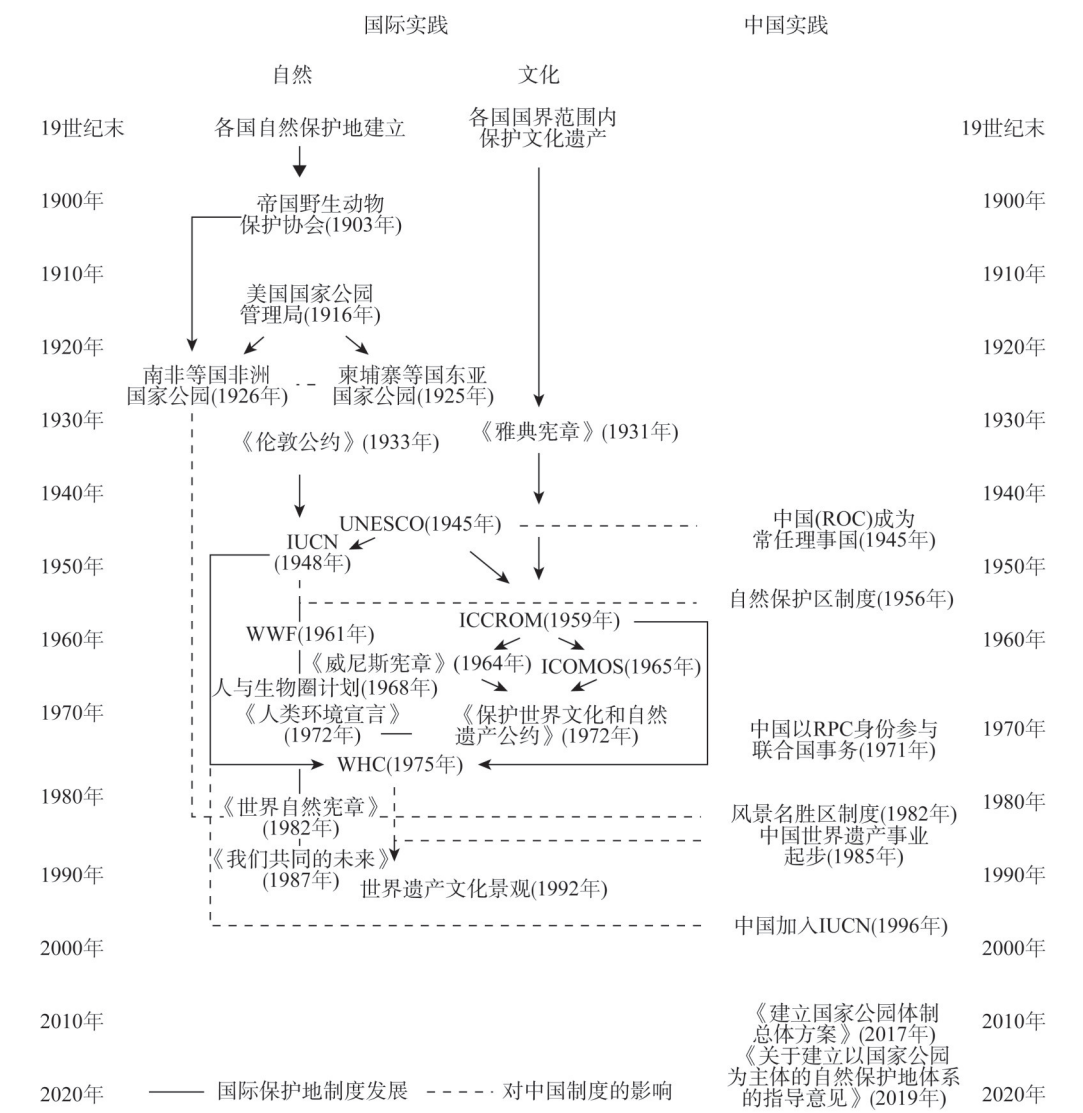 国际实践
中国实践
自然
文化
19世纪末
各国自然保护地建立
各国国界范围内
保护文化遗产
19世纪末
1900年
帝国野生动物
保护协会(1903年)
1900年
1910年
美国国家公园
管理局(1916年)
1910年
1920年
1920年
南非等国非洲
国家公园(1926年)
柬埔寨等国东亚
国家公园(1925年)
1930年
《伦敦公约》(1933年)
《雅典宪章》(1931年)
1930年
1940年
1940年
UNESCO(1945年)
中国(ROC)成为
常任理事国(1945年)
IUCN
(1948年)
1950年
1950年
自然保护区制度(1956年)
1960年
WWF(1961年)
ICCROM(1959年)
1960年
《威尼斯宪章》(1964年)
ICOMOS(1965年)
人与生物圈计划(1968年)
1970年
《人类环境宣言》
(1972年)
《保护世界文化和自然
遗产公约》(1972年)
中国以RPC身份参与
联合国事务(1971年)
1970年
WHC(1975年)
1980年
《世界自然宪章》
(1982年)
风景名胜区制度(1982年)
1980年
中国世界遗产事业
起步(1985年)
1990年
《我们共同的未来》
(1987年)
世界遗产文化景观(1992年)
1990年
中国加入IUCN(1996年)
2000年
2000年
2010年
《建立国家公园体制
总体方案》(2017年)
2010年
《关于建立以国家公园
为主体的自然保护地体系
的指导意见》(2019年)
2020年
国际保护地制度发展
对中国制度的影响
2020年